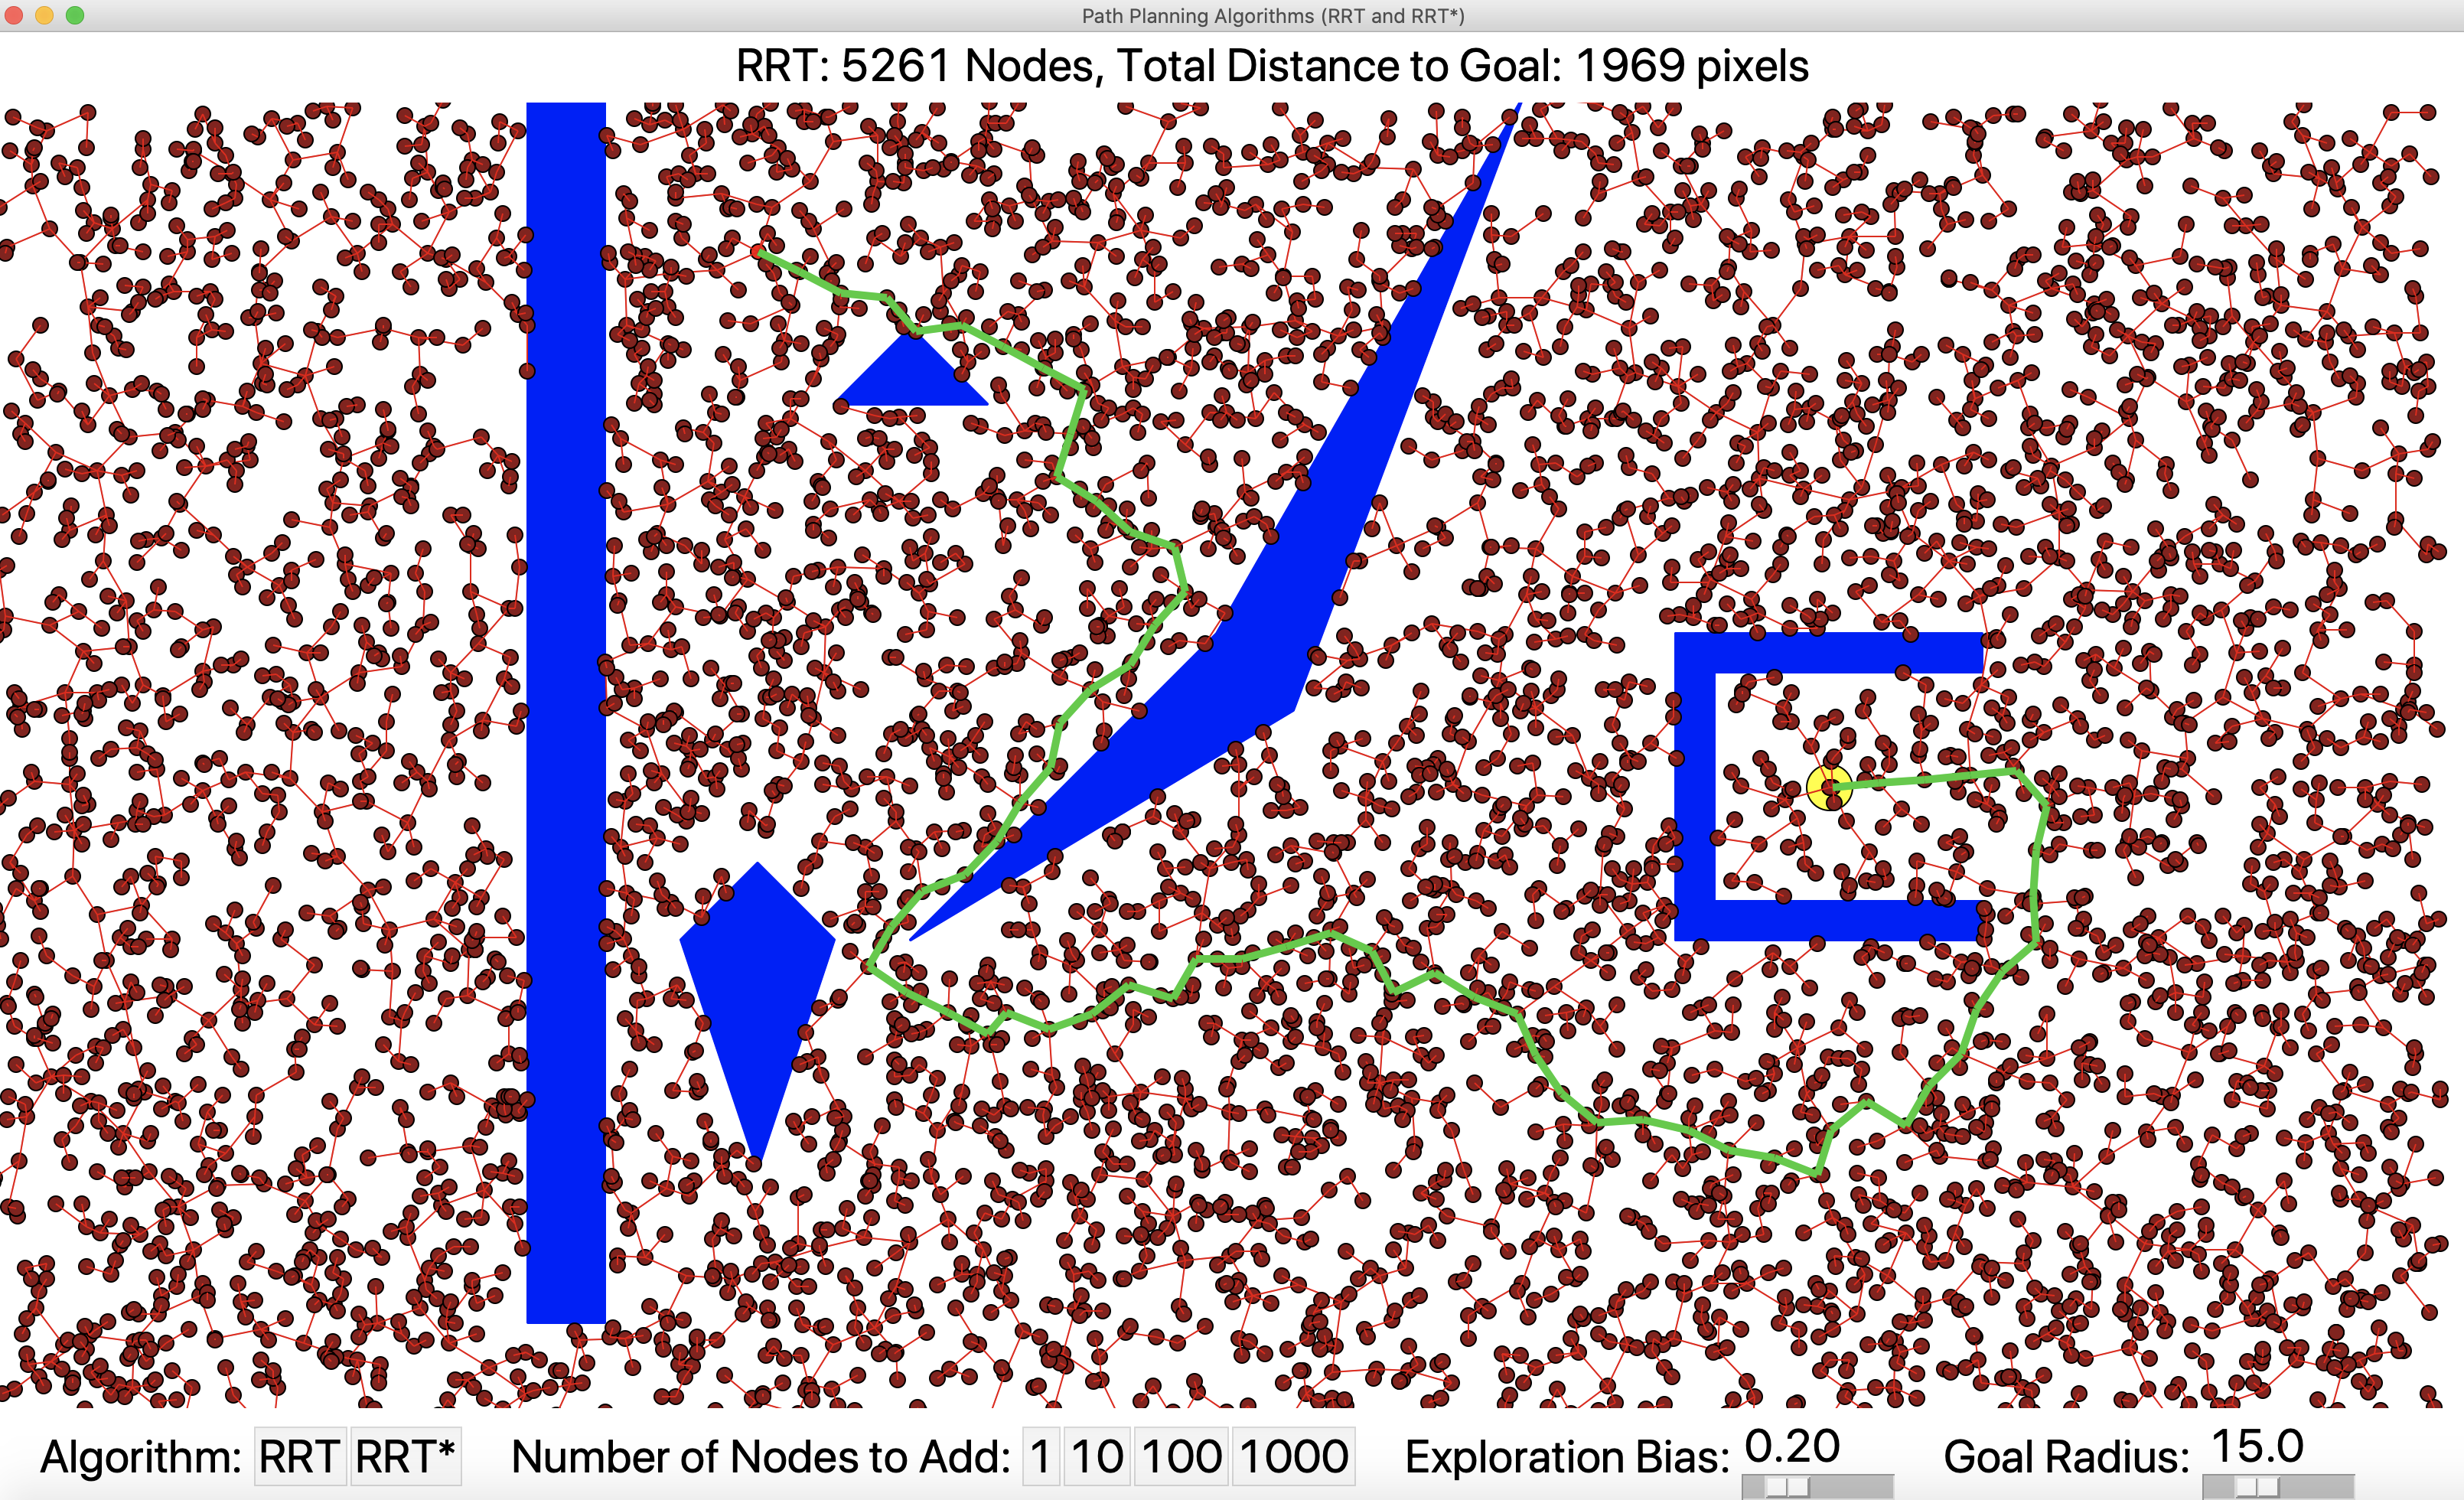 Path Planning Algorithms (RRT and RRT*)
RRT: 5261 Nodes, Total Distance to Goal: 1969 pixels
Algorithm: RRT RRT* Number of Nodes to Add: 1 10 100 1000 Exploration Bias: 0.20 Goal Radius: 15.0